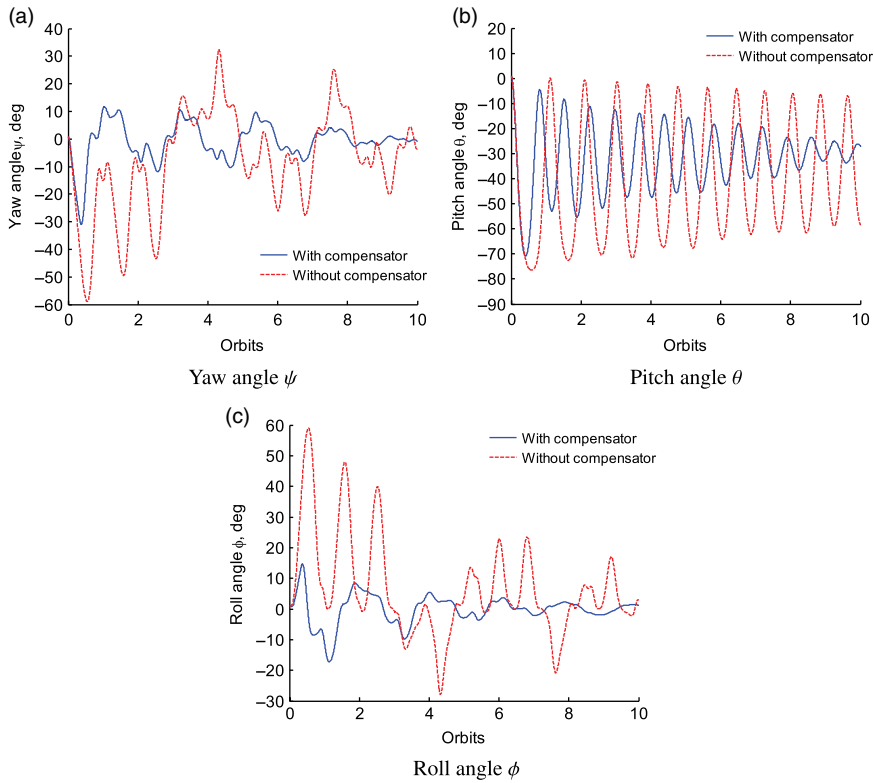 (a)
40
30
20
10
0
–10
–20
–30
–40
–50
–60
Yaw angle ψ, deg
With compensator
Without compensator
0 2 4 6 8 10
Orbits
Yaw angle ψ
(b)
20
10
0
–10
–20
–30
–40
–50
–60
–70
–80
–90
Pitch angle θ, deg
With compensator
Without compensator
0 2 4 6 8 10
Orbits
Pitch angle θ
(c)
60
50
40
30
20
10
0
–10
–20
–30
Roll angle ϕ, deg
With compensator
Without compensator
0 2 4 6 8 10
Orbits
Roll angle ϕ